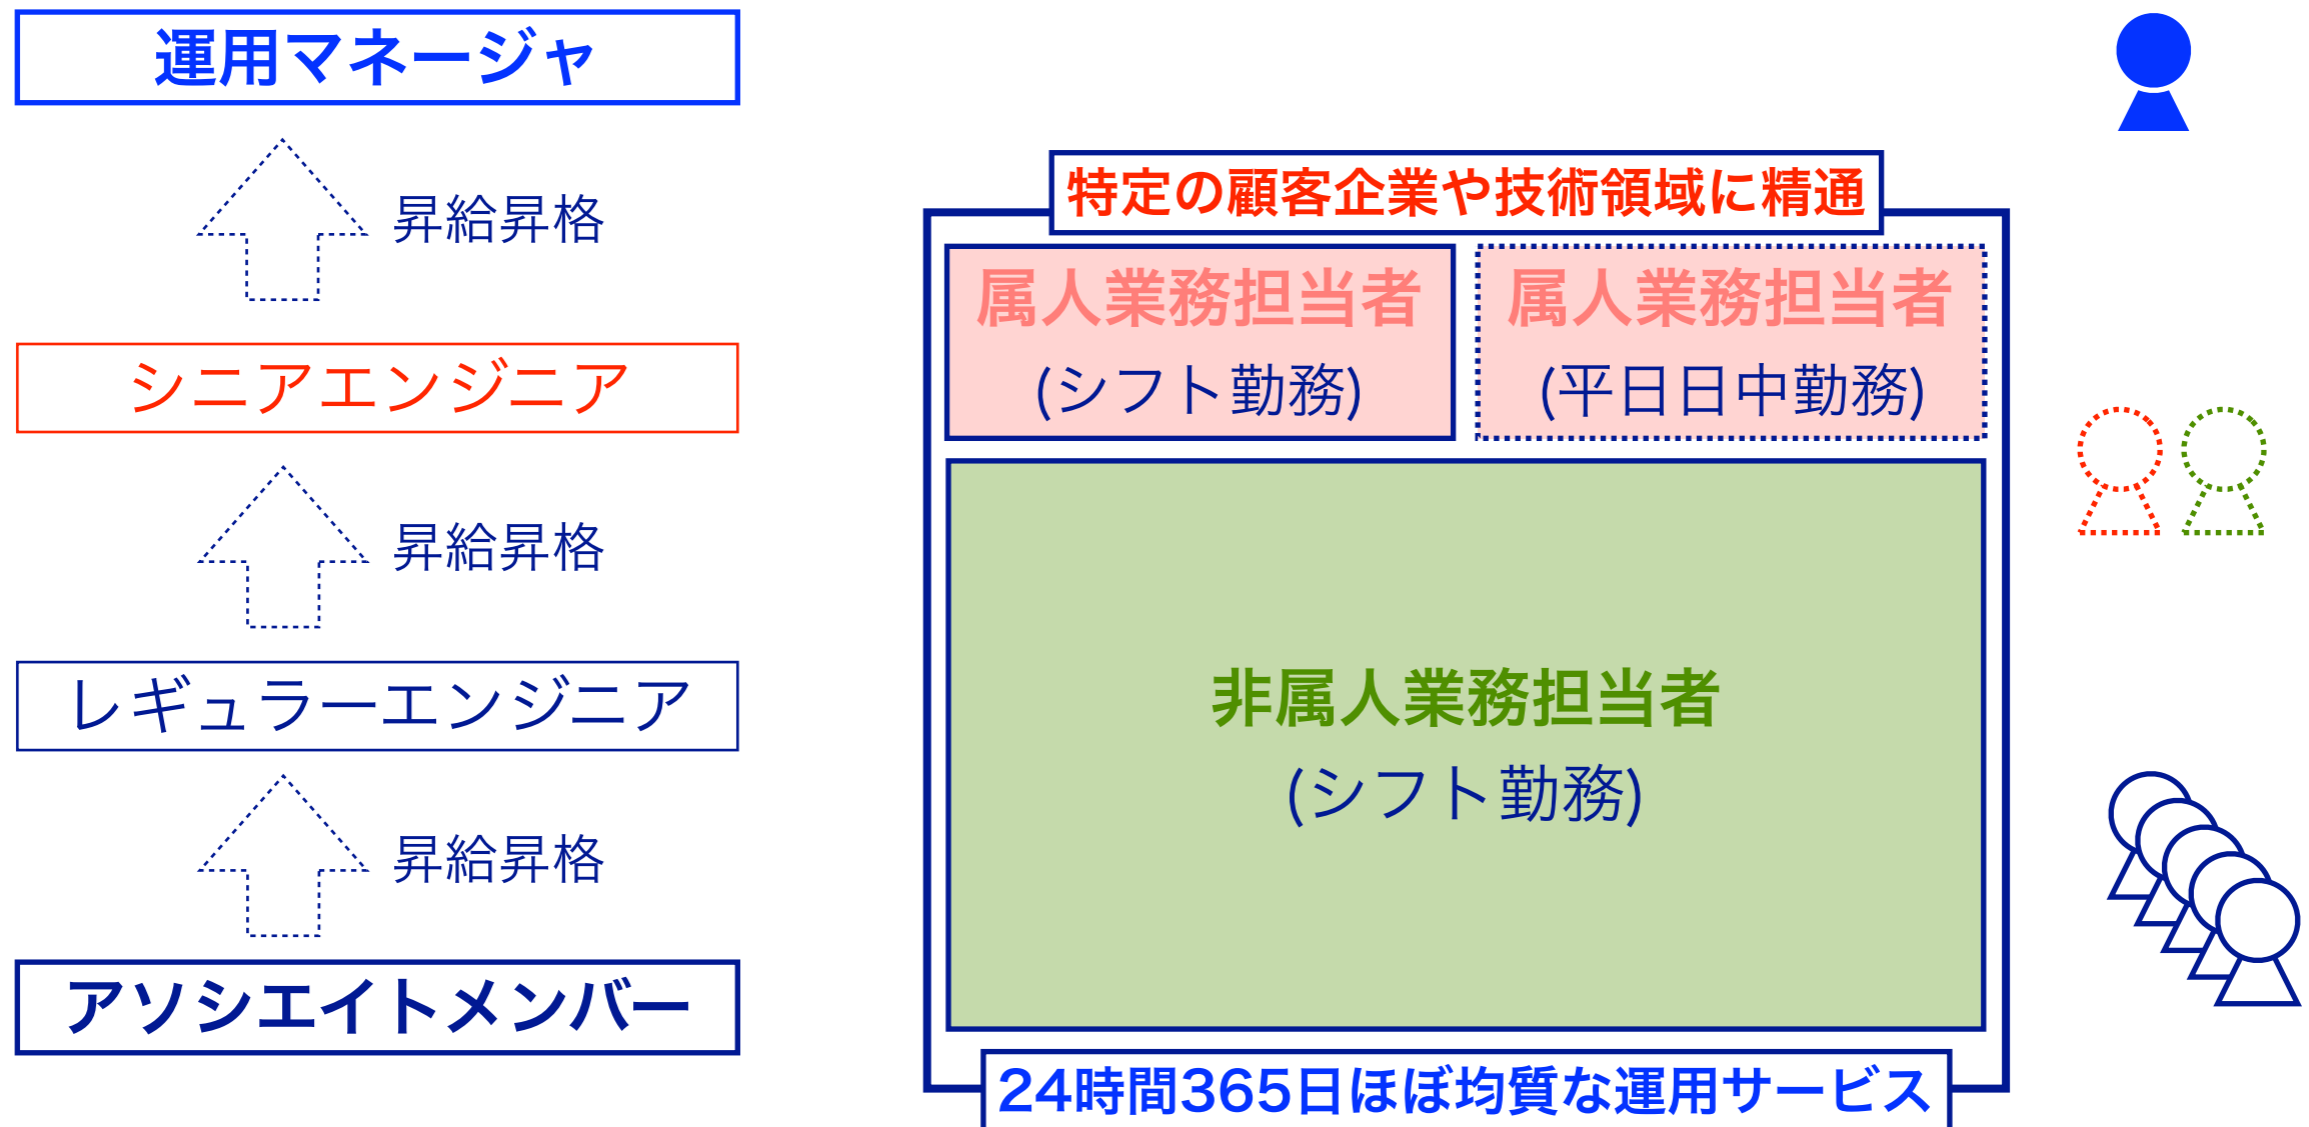 運用マネージャ
昇給昇格
シニアエンジニア
昇給昇格
レギュラーエンジニア
昇給昇格
アソシエイトメンバー
特定の顧客企業や技術領域に精通
属人業務担当者
(シフト勤務)
属人業務担当者
(平日日中勤務)
非属人業務担当者
(シフト勤務)
24時間365日ほぼ均質な運用サービス